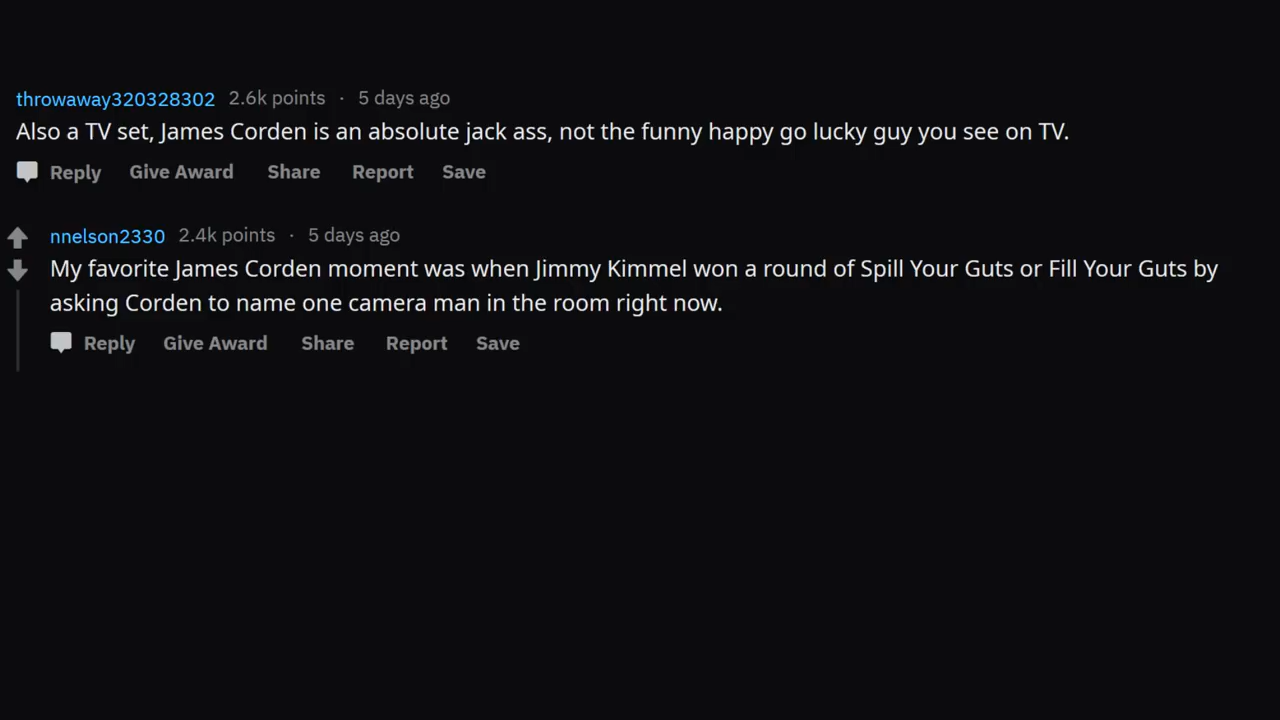 throwaway320328302 2.6k points · 5 days ago
Also a TV set, James Corden is an absolute jack ass, not the funny happy go lucky guy you see on TV.
Reply Give Award Share Report Save
nnelson2330 2.4k points · 5 days ago
My favorite James Corden moment was when Jimmy Kimmel won a round of Spill Your Guts or Fill Your Guts by
asking Corden to name one camera man in the room right now.
Reply Give Award Share Report Save